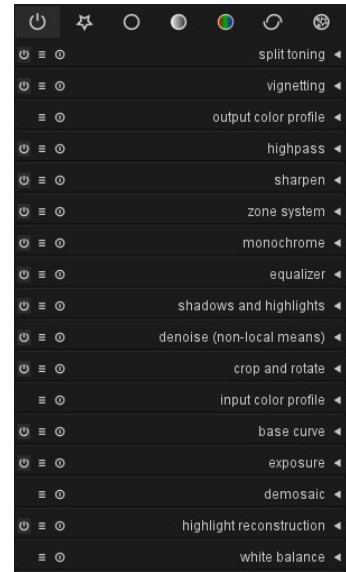 split toning
vignetting
output color profile
highpass
sharpen
zone system
monochrome
equalizer
shadows and highlights
denoise (non-local means)
crop and rotate
input color profile
base curve
exposure
demosaic
highlight reconstruction
white balance